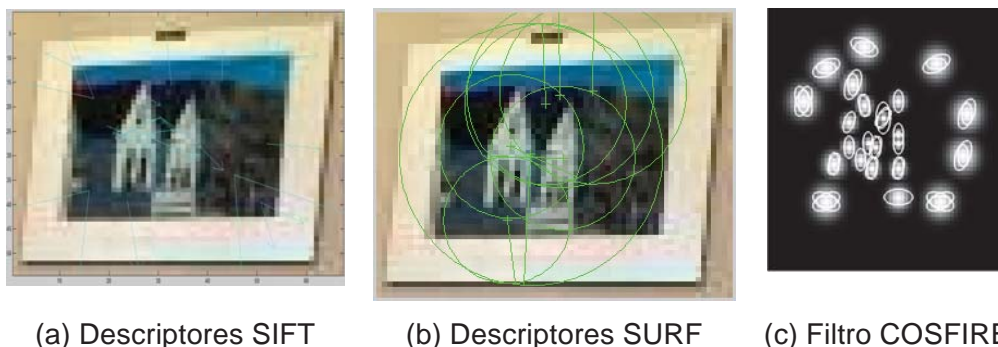 (a) Descriptores SIFT
(b) Descriptores SURF
(c) Filtro COSFIRE